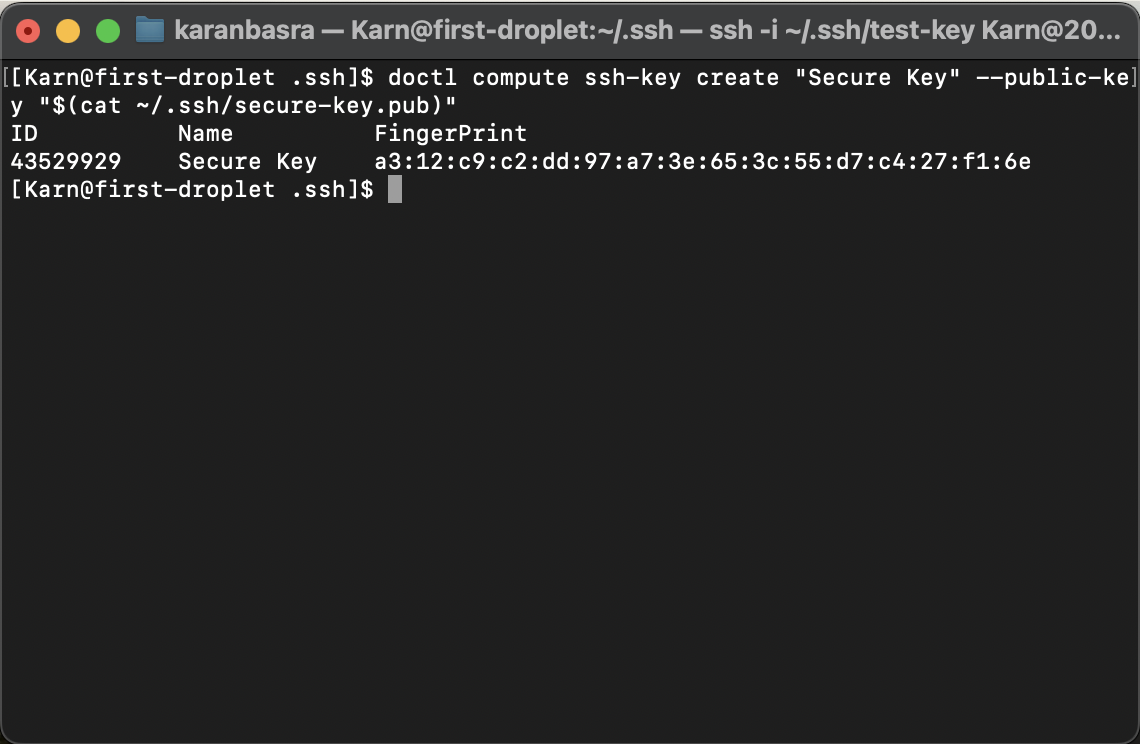 karanbasra — Karn@first-droplet:~/.ssh — ssh -i ~/.ssh/test-key Karn@20...
[[Karn@first-droplet .ssh]$ doctl compute ssh-key create "Secure Key" --public-ke]
y "$(cat ~/.ssh/secure-key.pub)"
ID Name FingerPrint
43529929 Secure Key a3:12:c9:c2:dd:97:a7:3e:65:3c:55:d7:c4:27:f1:6e
[Karn@first-droplet .ssh]$